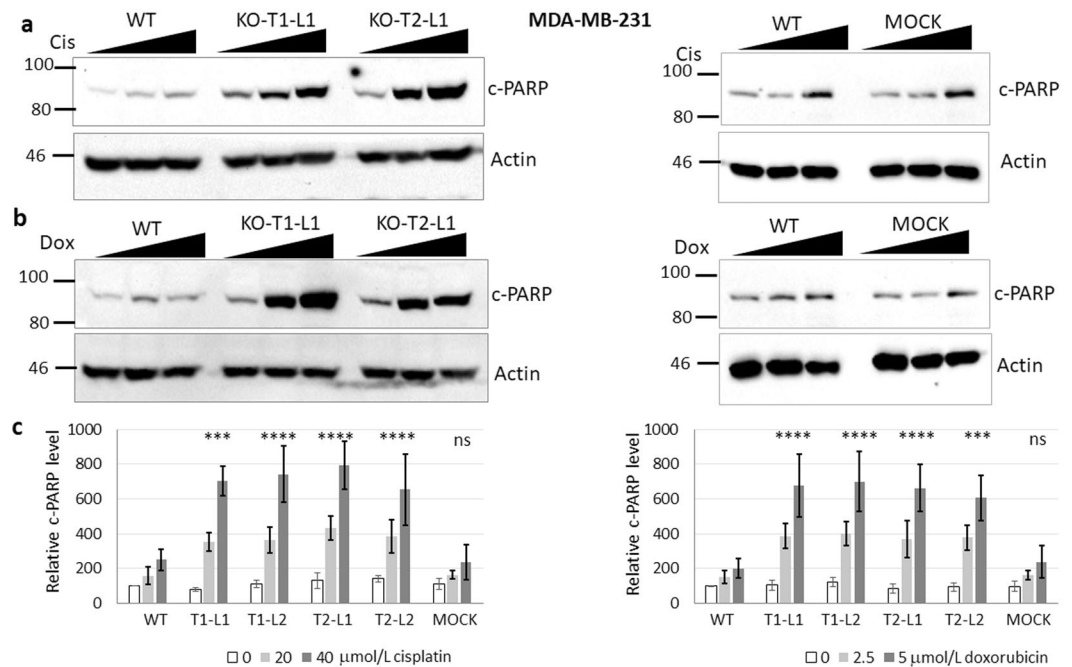 a WT KO-T1-L1 KO-T2-L1 MDA-MB-231 WT MOCK
Cis Cis
100 c-PARP 100 c-PARP
80 80
46 Actin 46 Actin
b WT KO-T1-L1 KO-T2-L1 WT MOCK
Dox Dox
100 c-PARP 100 c-PARP
80 80
46 Actin 46 Actin
c
Relative c-PARP level
1000 *** **** **** **** ns
800
600
400
200
0
WT T1-L1 T1-L2 T2-L1 T2-L2 MOCK
0 20 40 μmol/L cisplatin
Relative c-PARP level
1000 **** **** **** *** ns
800
600
400
200
0
WT T1-L1 T1-L2 T2-L1 T2-L2 MOCK
0 2.5 5 μmol/L doxorubicin